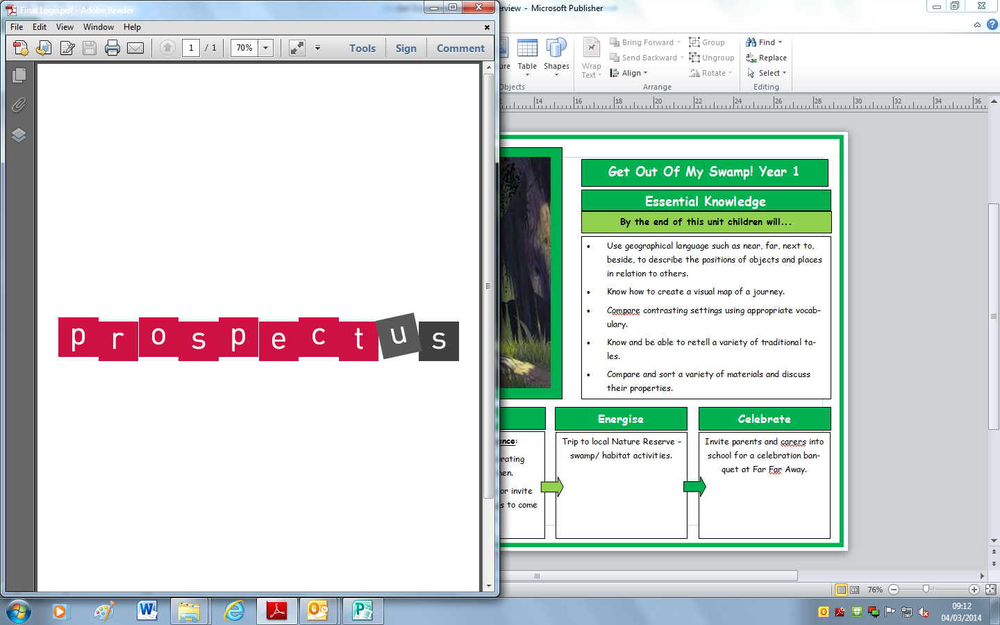 Final Logo.pdf - Adobe Reader
File Edit View Window Help
1 / 1 70% Tools Sign Comment
prospectus
erview - Microsoft Publisher
ure Table Shapes
Objects
Wrap Text
Bring Forward
Send Backward
Align
Group
Ungroup
Rotate
Arrange
Find
Replace
Select
Editing
14 16 18 20 22 24 26 28 30 32 34 36
Get Out Of My Swamp! Year 1
Essential Knowledge
By the end of this unit children will...
• Use geographical language such as near, far, next to,
beside, to describe the positions of objects and places
in relation to others.
• Know how to create a visual map of a journey.
• Compare contrasting settings using appropriate vocab-
ulary.
• Know and be able to retell a variety of traditional ta-
les.
• Compare and sort a variety of materials and discuss
their properties.
ence:
orating
hen.
or invite
s to come
Energise
Trip to local Nature Reserve –
swamp/ habitat activities.
Celebrate
Invite parents and carers into
school for a celebration ban-
quet at Far Far Away.
76%
09:12
04/03/2014